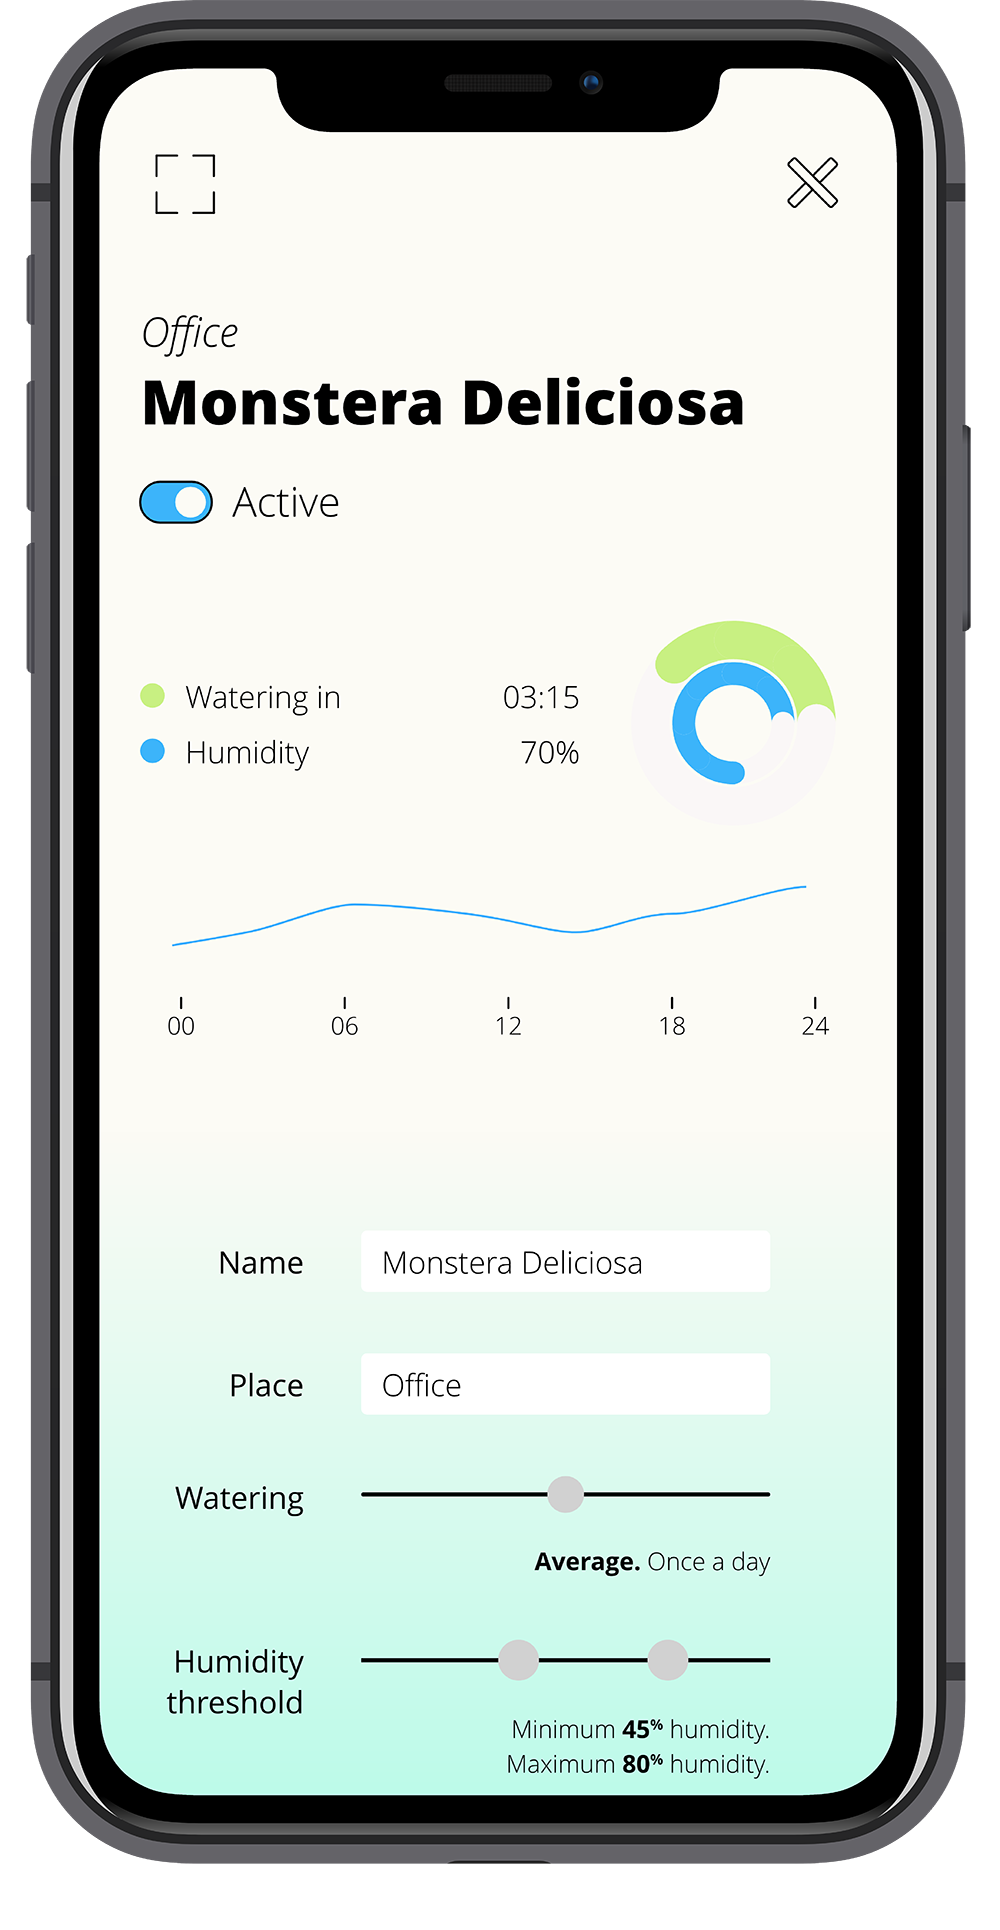 Office
Monstera Deliciosa
Active
Watering in 03:15
Humidity 70%
00 06 12 18 24
Name Monstera Deliciosa
Place Office
Watering
Average. Once a day
Humidity
threshold
Minimum 45% humidity.
Maximum 80% humidity.